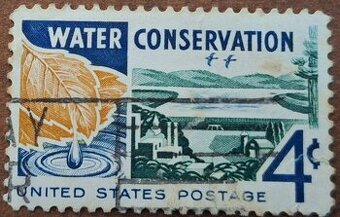 WATER CONSERVATION
4¢
UNITED STATES POSTAGE